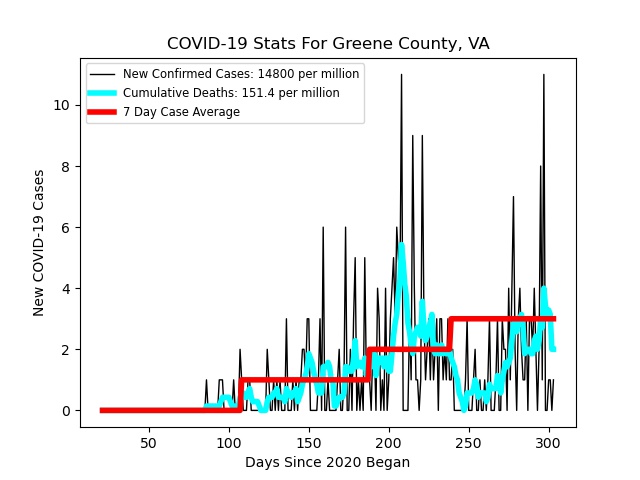 COVID-19 Stats For Greene County, VA
New Confirmed Cases: 14800 per million
Cumulative Deaths: 151.4 per million
7 Day Case Average
New COVID-19 Cases
10
8
6
4
2
0
50 100 150 200 250 300
Days Since 2020 Began